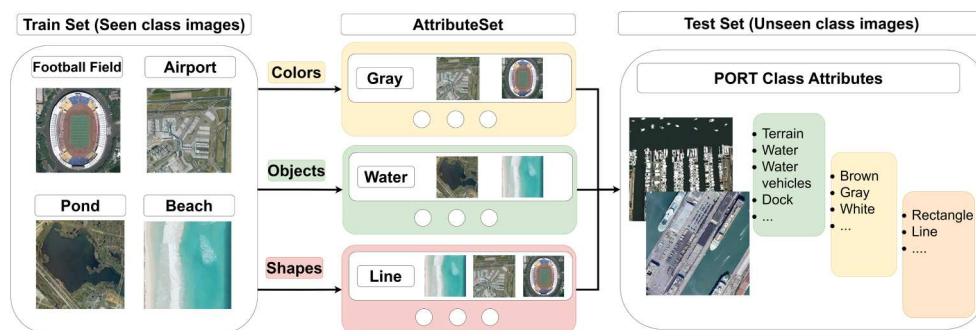 Train Set (Seen class images)
Football Field
Airport
Pond
Beach
Colors
Objects
Shapes
AttributeSet
Gray
Water
Line
Test Set (Unseen class images)
PORT Class Attributes
• Terrain
• Water
• Water
vehicles
• Dock
• ...
• Brown
• Gray
• White
• ...
• Rectangle
• Line
• ....